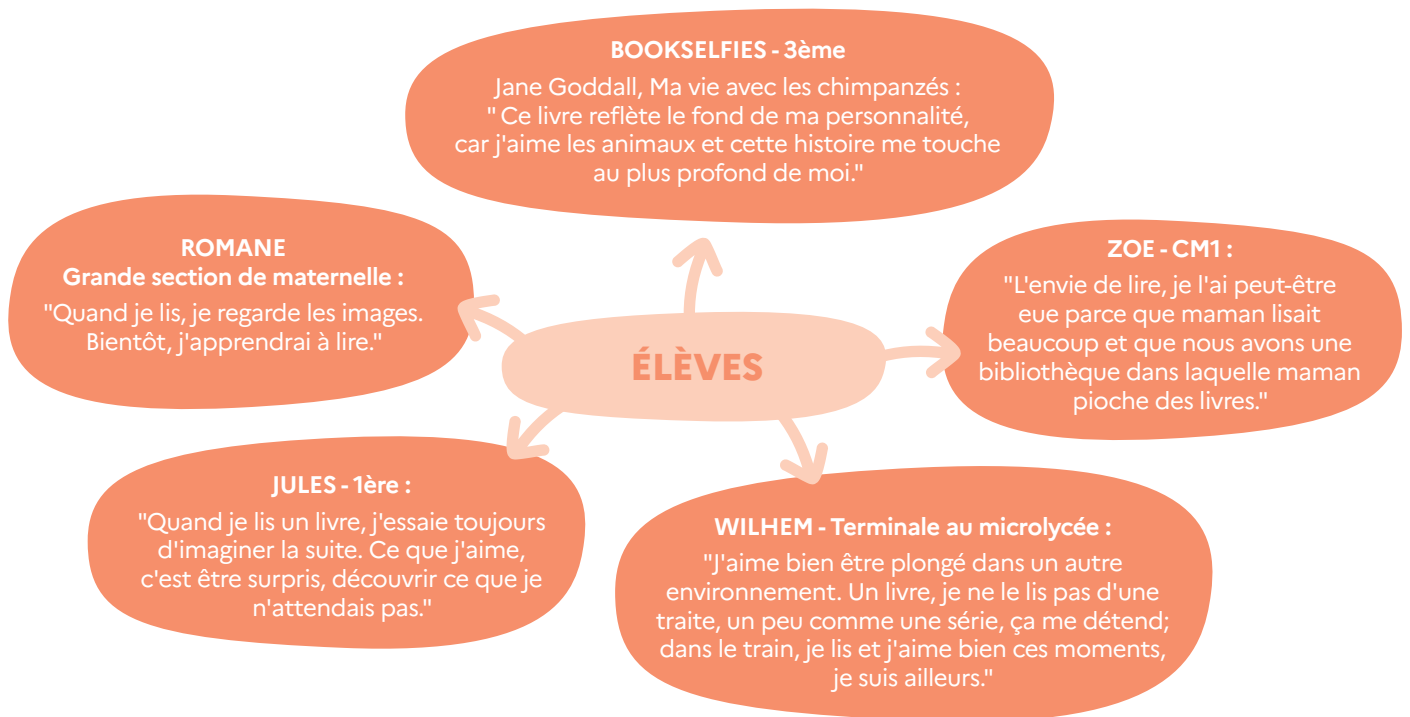 BOOKSELFIES - 3ème
Jane Goddall, Ma vie avec les chimpanzés :
" Ce livre reflète le fond de ma personnalité,
car j'aime les animaux et cette histoire me touche
au plus profond de moi."
ROMANE
Grande section de maternelle :
"Quand je lis, je regarde les images.
Bientôt, j'apprendrai à lire."
ZOE - CM1 :
"L'envie de lire, je l'ai peut-être
eue parce que maman lisait
beaucoup et que nous avons une
bibliothèque dans laquelle maman
pioche des livres."
ÉLÈVES
JULES - 1ère :
"Quand je lis un livre, j'essaie toujours
d'imaginer la suite. Ce que j'aime,
c'est être surpris, découvrir ce que je
n'attendais pas."
WILHEM - Terminale au microlycée :
"J'aime bien être plongé dans un autre
environnement. Un livre, je ne le lis pas d'une
traite, un peu comme une série, ça me détend;
dans le train, je lis et j'aime bien ces moments,
je suis ailleurs."